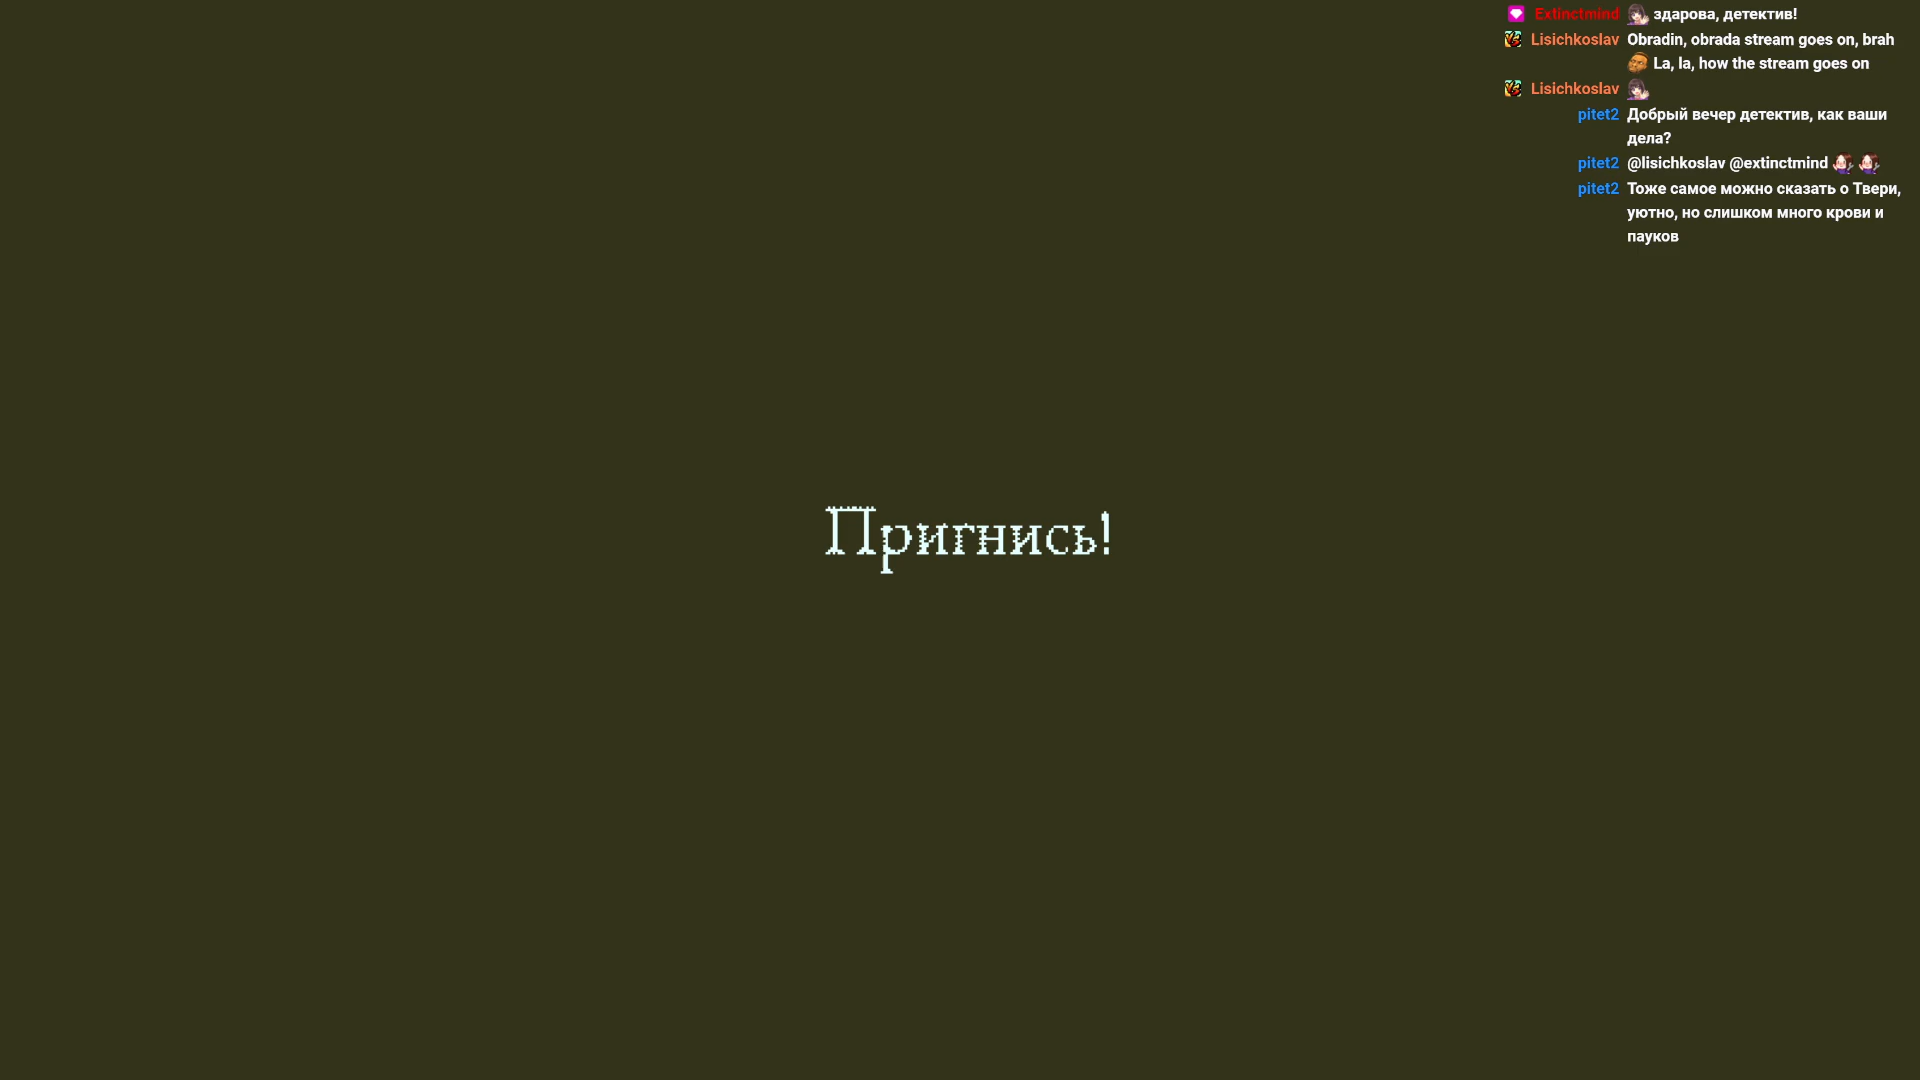 Extinctmind здарова, детектив!
Lisichkoslav Obradin, obrada stream goes on, brah
La, la, how the stream goes on
Lisichkoslav
pitet2 Добрый вечер детектив, как ваши
дела?
pitet2 @lisichkoslav @extinctmind
pitet2 Тоже самое можно сказать о Твери,
уютно, но слишком много крови и
пауков
Пригнись!